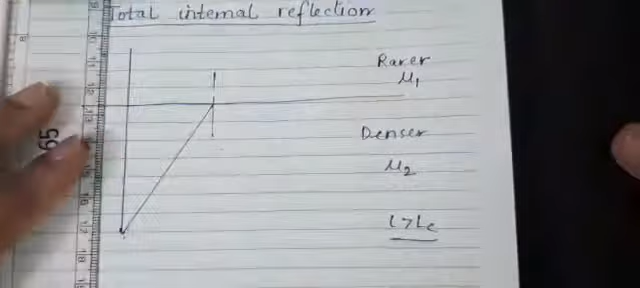 Total internal reflection
Rarer
μ1
Denser
μ2
i>ic